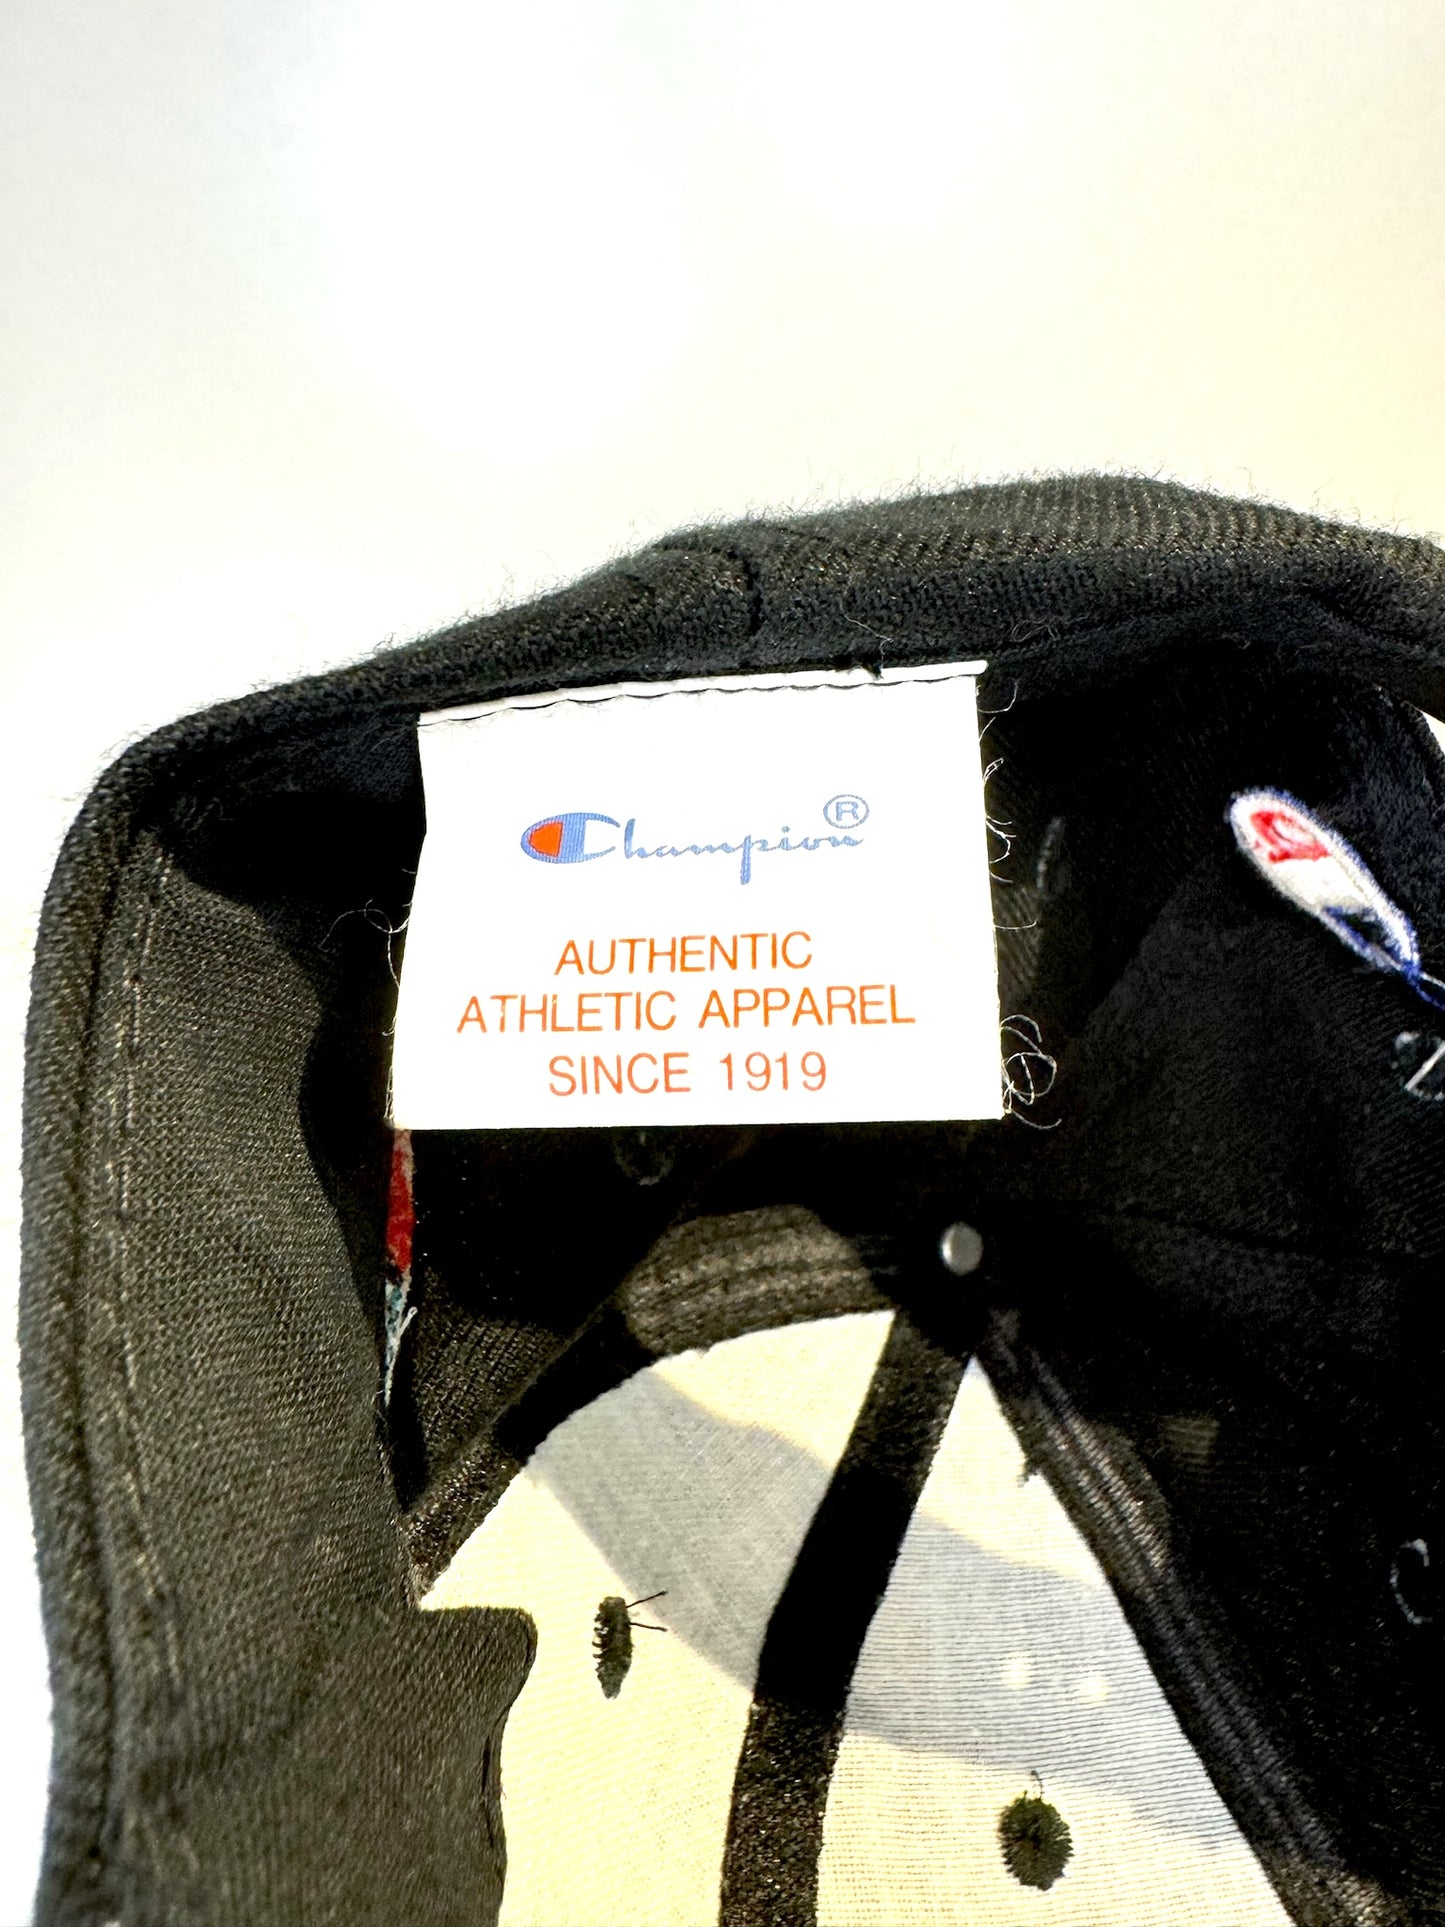 Champion®
AUTHENTIC
ATHLETIC APPAREL
SINCE 1919